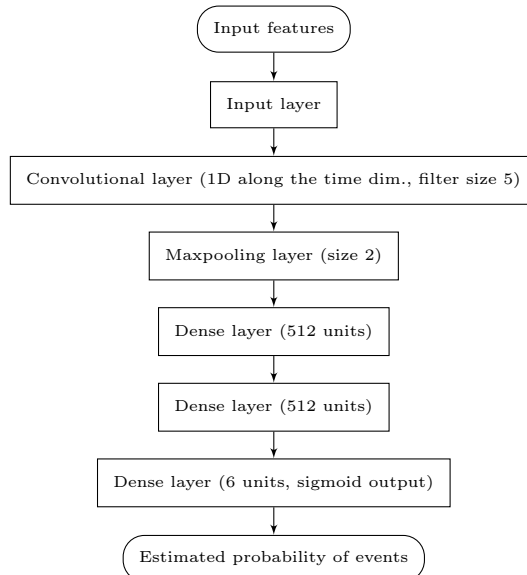 Input features
Input layer
Convolutional layer (1D along the time dim., filter size 5)
Maxpooling layer (size 2)
Dense layer (512 units)
Dense layer (512 units)
Dense layer (6 units, sigmoid output)
Estimated probability of events